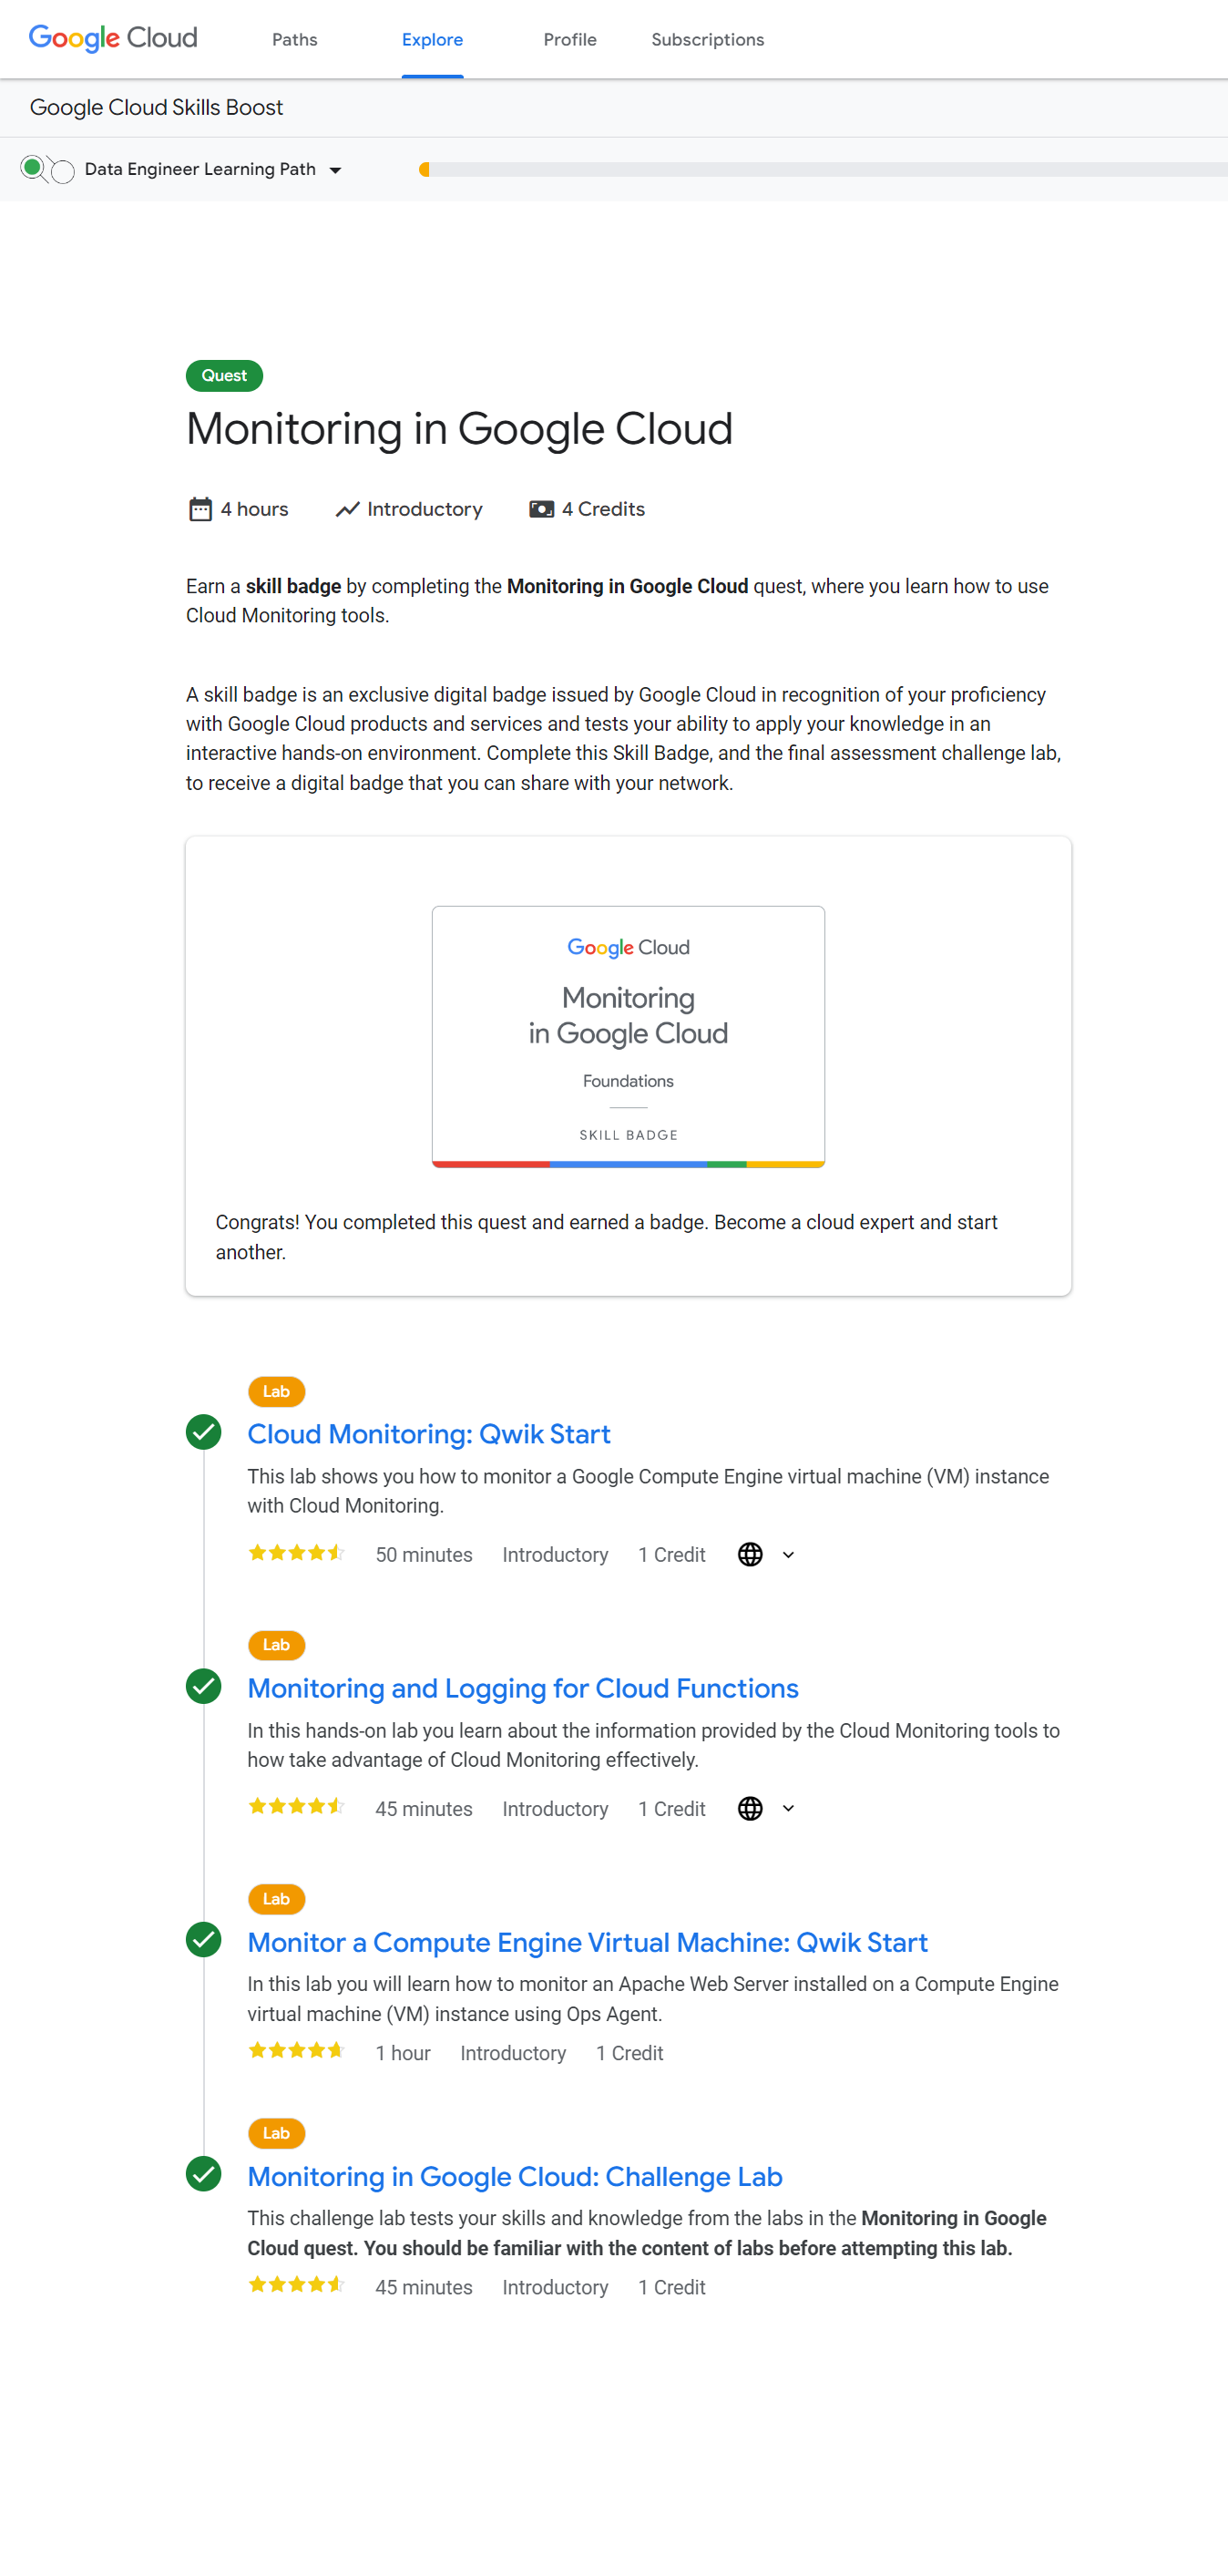 Google Cloud Paths Explore Profile Subscriptions
Google Cloud Skills Boost
Data Engineer Learning Path
Quest
Monitoring in Google Cloud
4 hours Introductory 4 Credits
Earn a skill badge by completing the Monitoring in Google Cloud quest, where you learn how to use
Cloud Monitoring tools.
A skill badge is an exclusive digital badge issued by Google Cloud in recognition of your proficiency
with Google Cloud products and services and tests your ability to apply your knowledge in an
interactive hands-on environment. Complete this Skill Badge, and the final assessment challenge lab,
to receive a digital badge that you can share with your network.
Google Cloud
Monitoring
in Google Cloud
Foundations
SKILL BADGE
Congrats! You completed this quest and earned a badge. Become a cloud expert and start
another.
Lab
Cloud Monitoring: Qwik Start
This lab shows you how to monitor a Google Compute Engine virtual machine (VM) instance
with Cloud Monitoring.
50 minutes Introductory 1 Credit
Lab
Monitoring and Logging for Cloud Functions
In this hands-on lab you learn about the information provided by the Cloud Monitoring tools to
how take advantage of Cloud Monitoring effectively.
45 minutes Introductory 1 Credit
Lab
Monitor a Compute Engine Virtual Machine: Qwik Start
In this lab you will learn how to monitor an Apache Web Server installed on a Compute Engine
virtual machine (VM) instance using Ops Agent.
1 hour Introductory 1 Credit
Lab
Monitoring in Google Cloud: Challenge Lab
This challenge lab tests your skills and knowledge from the labs in the Monitoring in Google
Cloud quest. You should be familiar with the content of labs before attempting this lab.
45 minutes Introductory 1 Credit